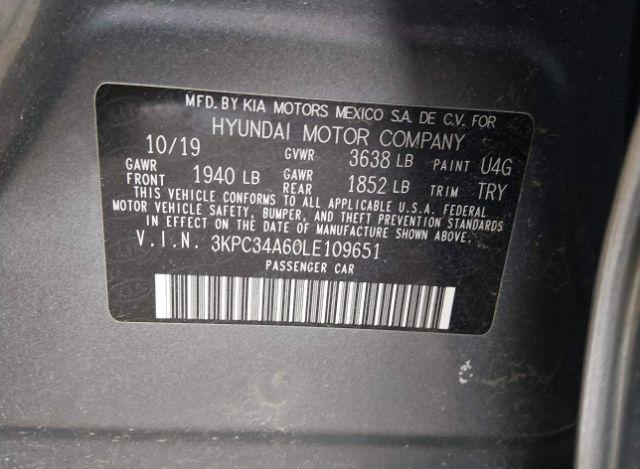 MFD. BY KIA MOTORS MEXICO S.A. DE C.V. FOR
HYUNDAI MOTOR COMPANY
10/19 GVWR 3638 LB PAINT U4G
GAWR FRONT 1940 LB GAWR REAR 1852 LB TRIM TRY
THIS VEHICLE CONFORMS TO ALL APPLICABLE U.S.A. FEDERAL
MOTOR VEHICLE SAFETY, BUMPER, AND THEFT PREVENTION STANDARDS
IN EFFECT ON THE DATE OF MANUFACTURE SHOWN ABOVE.
V.I.N. 3KPC34A60LE109651
PASSENGER CAR